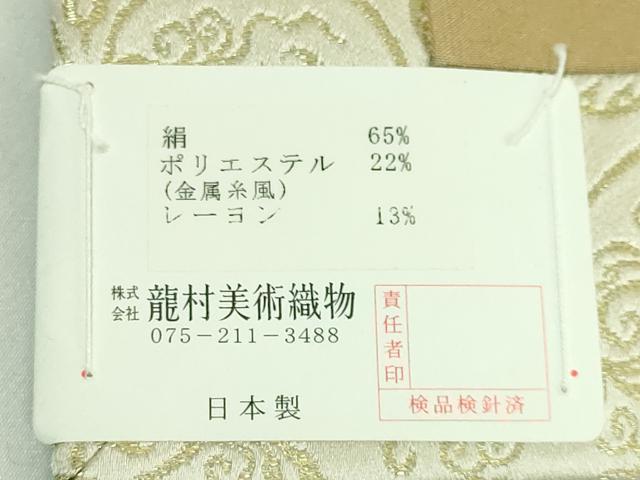 絹 65%
ポリエステル 22%
(金属糸風)
レーヨン 13%
株式会社 龍村美術織物
075-211-3488
日本製
責任者印
検品検針済